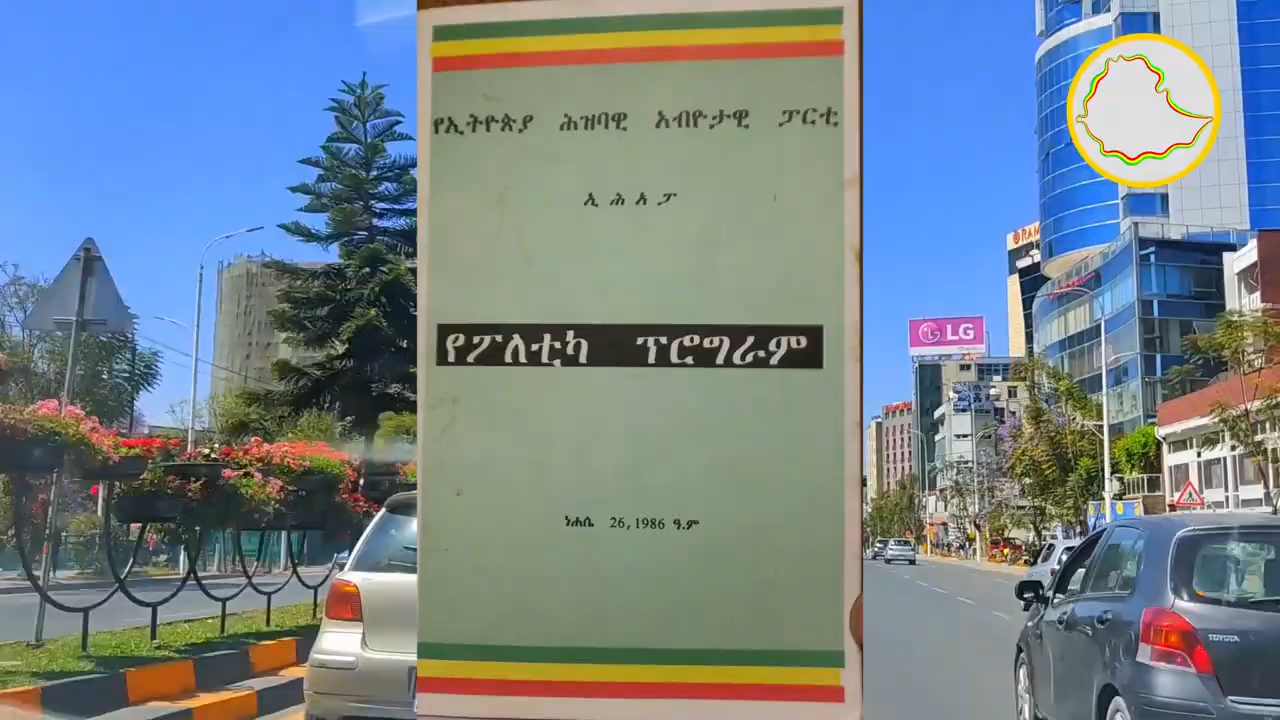 የኢትዮጵያ ሕዝባዊ አብዮታዊ ፓርቲ
ኢ ሕ አ ፓ
የፖለቲካ ፕሮግራም
ነሐሴ 26,1986 ዓ.ም
LG
TOYOTA